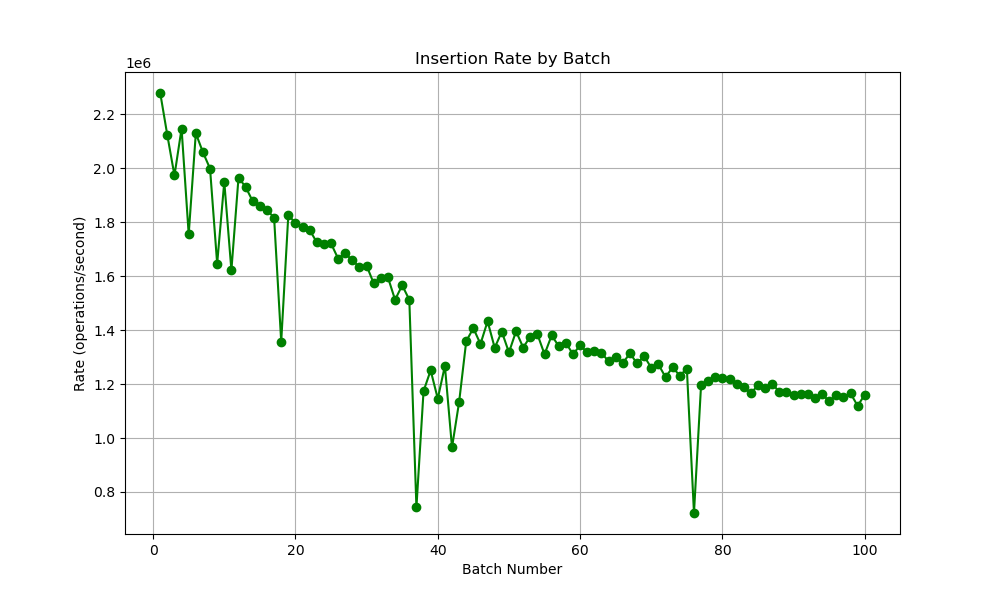 Insertion Rate by Batch
1e6
2.2
2.0
1.8
1.6
1.4
1.2
1.0
0.8
Rate (operations/second)
0 20 40 60 80 100
Batch Number